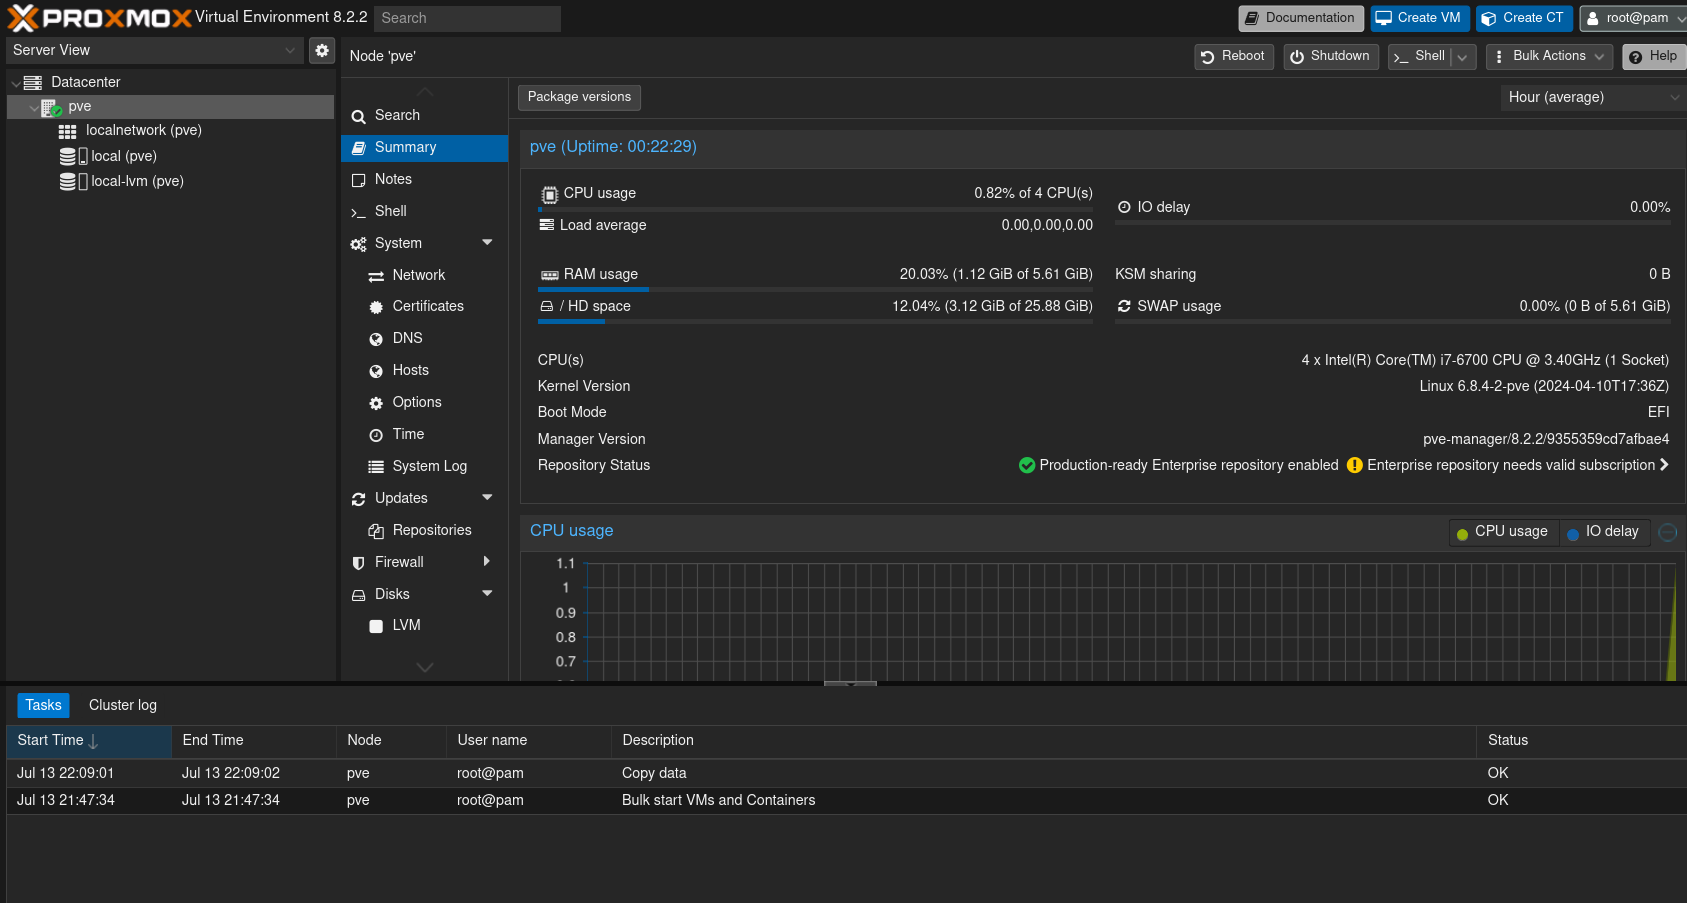 PROXMOX Virtual Environment 8.2.2 Search Documentation Create VM Create CT root@pam
Server View
Datacenter
pve
localnetwork (pve)
local (pve)
local-lvm (pve)
Node 'pve' Reboot Shutdown Shell Bulk Actions Help
Search
Summary
Notes
Shell
System
Network
Certificates
DNS
Hosts
Options
Time
System Log
Updates
Repositories
Firewall
Disks
LVM
Package versions Hour (average)
pve (Uptime: 00:22:29)
CPU usage 0.82% of 4 CPU(s)
IO delay 0.00%
Load average 0.00,0.00,0.00
RAM usage 20.03% (1.12 GiB of 5.61 GiB)
KSM sharing 0 B
/ HD space 12.04% (3.12 GiB of 25.88 GiB)
SWAP usage 0.00% (0 B of 5.61 GiB)
CPU(s) 4 x Intel(R) Core(TM) i7-6700 CPU @ 3.40GHz (1 Socket)
Kernel Version Linux 6.8.4-2-pve (2024-04-10T17:36Z)
Boot Mode EFI
Manager Version pve-manager/8.2.2/9355359cd7afbae4
Repository Status Production-ready Enterprise repository enabled Enterprise repository needs valid subscription
CPU usage CPU usage IO delay
1.1
1
0.9
0.8
0.7
Tasks Cluster log
Start Time End Time Node User name Description Status
Jul 13 22:09:01 Jul 13 22:09:02 pve root@pam Copy data OK
Jul 13 21:47:34 Jul 13 21:47:34 pve root@pam Bulk start VMs and Containers OK